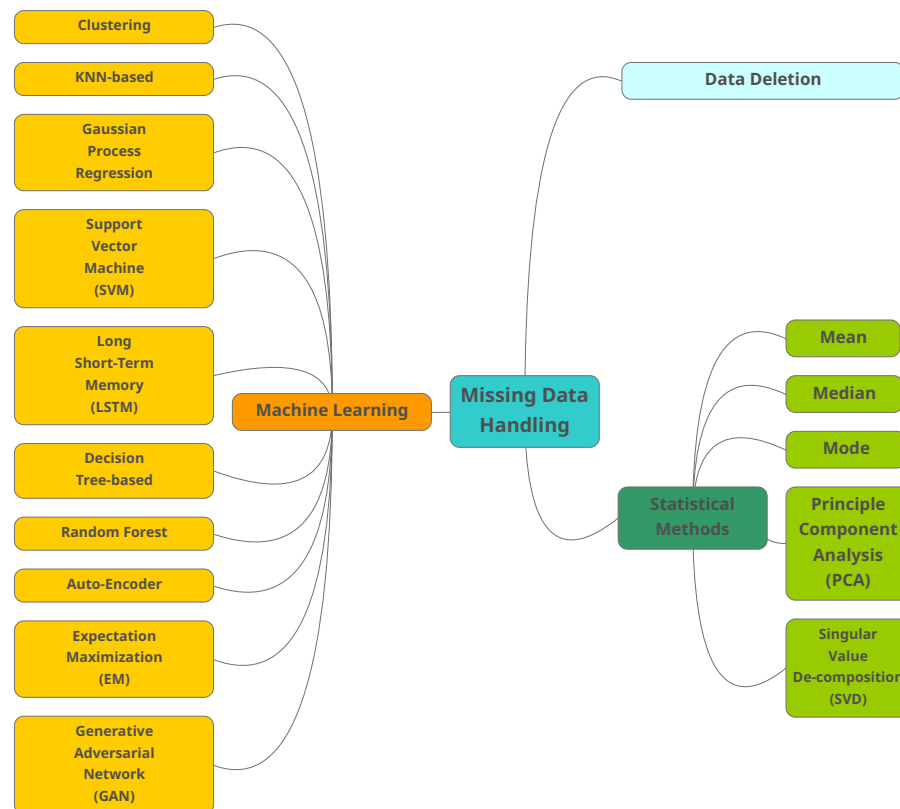 Clustering
KNN-based
Gaussian
Process
Regression
Support
Vector
Machine
(SVM)
Long
Short-Term
Memory
(LSTM)
Decision
Tree-based
Random Forest
Auto-Encoder
Expectation
Maximization
(EM)
Generative
Adversarial
Network
(GAN)
Machine Learning
Missing Data
Handling
Data Deletion
Statistical
Methods
Mean
Median
Mode
Principle
Component
Analysis
(PCA)
Singular
Value
De-composition
(SVD)